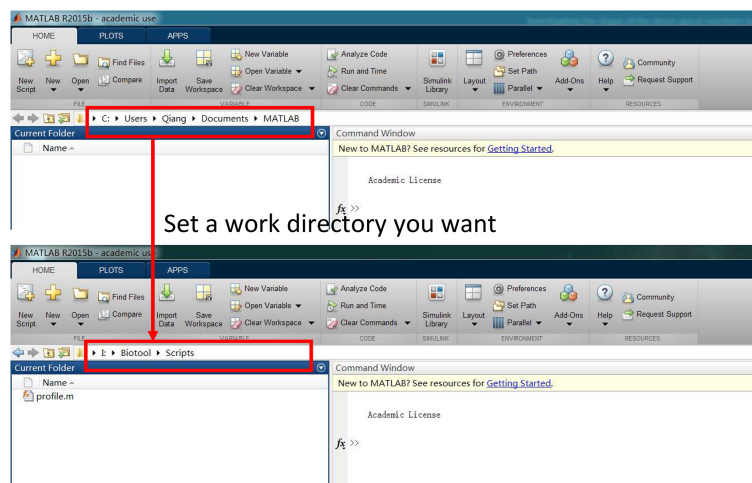 MATLAB R2015b - academic use
HOME PLOTS APPS
New Script
New
Open
Find Files
Compare
Import Data
Save Workspace
New Variable
Open Variable
Clear Workspace
Analyze Code
Run and Time
Clear Commands
Simulink Library
Layout
Preferences
Set Path
Parallel
Add-Ons
Help
Community
Request Support
FILE VARIABLE CODE SIMULINK ENVIRONMENT RESOURCES
C: Users Qiang Documents MATLAB
Current Folder
Name
Command Window
New to MATLAB? See resources for Getting Started.
Academic License
fx >>
Set a work directory you want
MATLAB R2015b - academic use
HOME PLOTS APPS
New Script
New
Open
Find Files
Compare
Import Data
Save Workspace
New Variable
Open Variable
Clear Workspace
Analyze Code
Run and Time
Clear Commands
Simulink Library
Layout
Preferences
Set Path
Parallel
Add-Ons
Help
Community
Request Support
FILE VARIABLE CODE SIMULINK ENVIRONMENT RESOURCES
I: Biotool Scripts
Current Folder
Name
profile.m
Command Window
New to MATLAB? See resources for Getting Started.
Academic License
fx >>